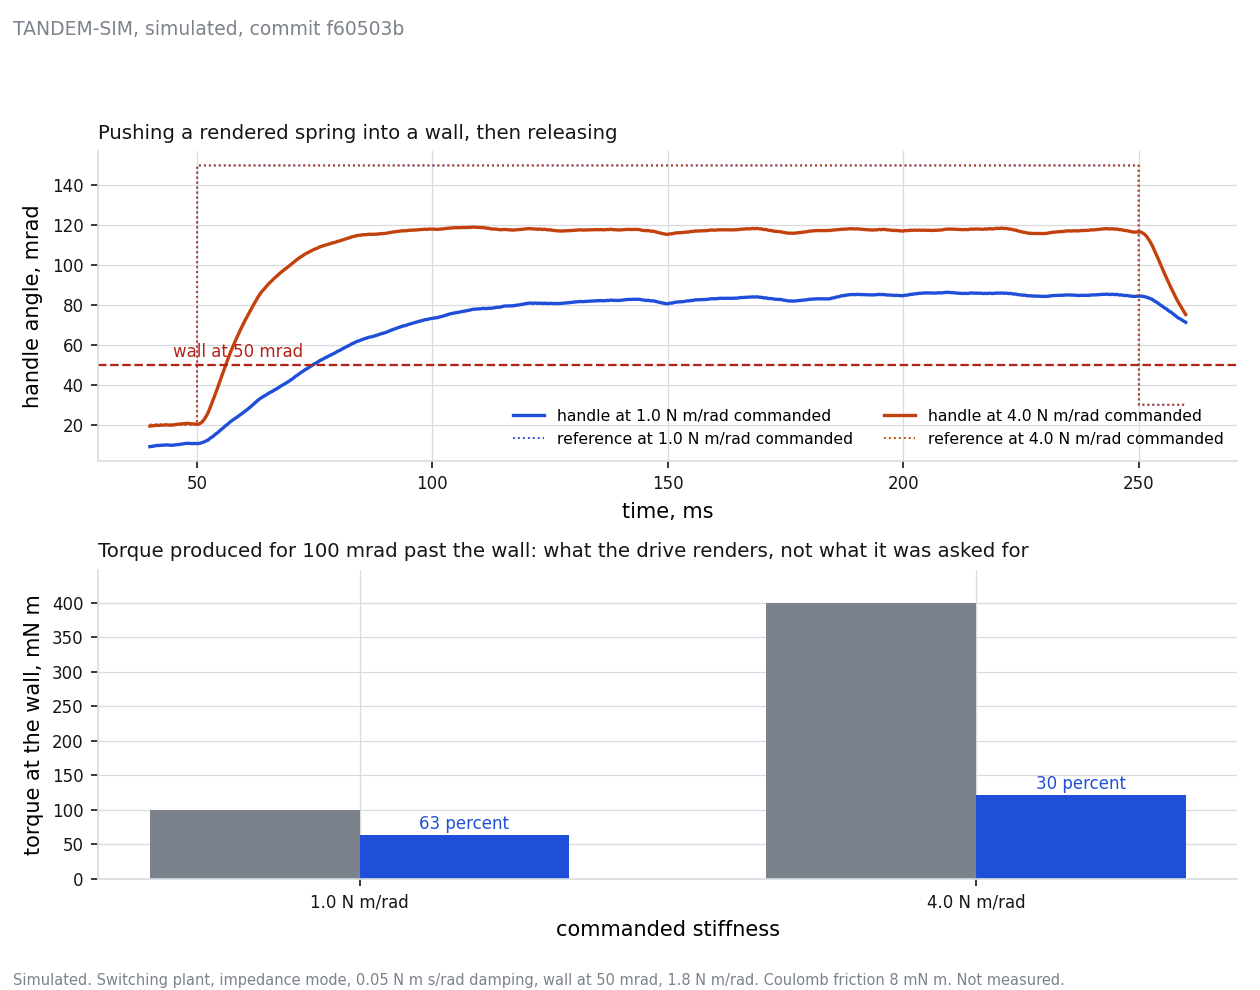 TANDEM-SIM, simulated, commit f60503b
Pushing a rendered spring into a wall, then releasing
handle angle, mrad
140
120
100
80
60
40
20
wall at 50 mrad
handle at 1.0 N m/rad commanded
handle at 4.0 N m/rad commanded
reference at 1.0 N m/rad commanded
reference at 4.0 N m/rad commanded
50
100
150
200
250
time, ms
Torque produced for 100 mrad past the wall: what the drive renders, not what it was asked for
torque at the wall, mN m
400
350
300
250
200
150
100
50
0
63 percent
30 percent
1.0 N m/rad
4.0 N m/rad
commanded stiffness
Simulated. Switching plant, impedance mode, 0.05 N m s/rad damping, wall at 50 mrad, 1.8 N m/rad. Coulomb friction 8 mN m. Not measured.